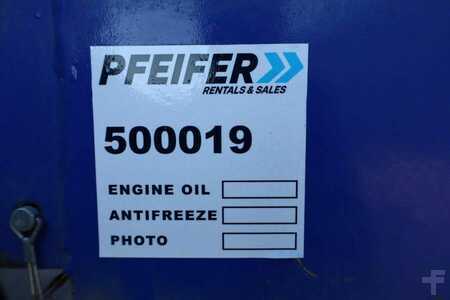 PFEIFER
RENTALS & SALES
500019
ENGINE OIL
ANTIFREEZE
PHOTO